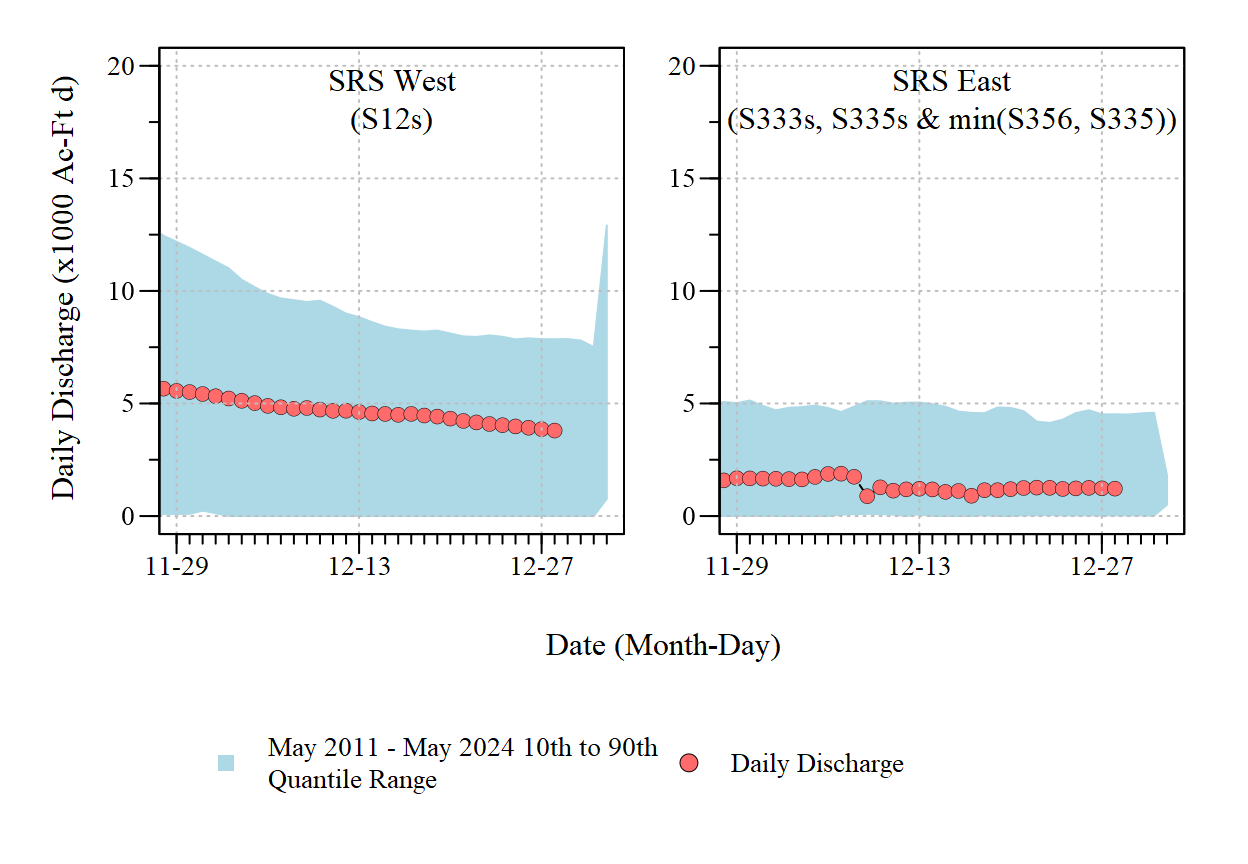 SRS West
(S12s)
20
15
10
5
0
11-29
12-13
12-27
Daily Discharge (x1000 Ac-Ft d)
SRS East
(S333s, S335s & min(S356, S335))
20
15
10
5
0
11-29
12-13
12-27
Date (Month-Day)
May 2011 - May 2024 10th to 90th
Quantile Range
Daily Discharge